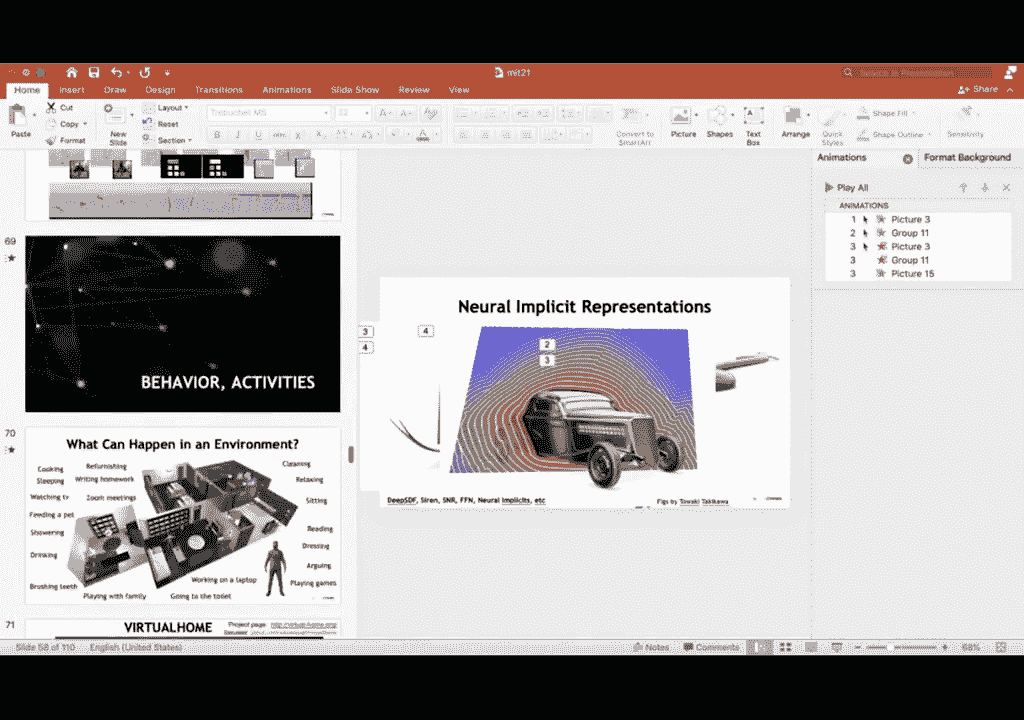 mit21
Home Insert Draw Design Transitions Animations Slide Show Review View
Share
Paste
Cut
Copy
Format
New Slide
Layout
Reset
Section
Trebuchet MS
B I U
Convert to SmartArt
Picture
Shapes
Text Box
Arrange
Quick Styles
Shape Fill
Shape Outline
Sensitivity
69
BEHAVIOR, ACTIVITIES
70
What Can Happen in an Environment?
Cooking
Refurnishing
Cleaning
Sleeping
Writing homework
Relaxing
Watching tv
Zoom meetings
Sitting
Feeding a pet
Showering
Reading
Drinking
Dressing
Arguing
Brushing teeth
Working on a laptop
Playing games
Playing with family
Going to the toilet
71
VIRTUALHOME
Project page:
Neural Implicit Representations
3
4
4
2
3
DeepSDF, Siren, SNR, FFN, Neural Implicits, etc
Figs by Towaki Takikawa
Animations
Format Background
Play All
ANIMATIONS
1 Picture 3
2 Group 11
3 Picture 3
3 Group 11
3 Picture 15
Slide 58 of 110
English (United States)
Notes
Comments
68%